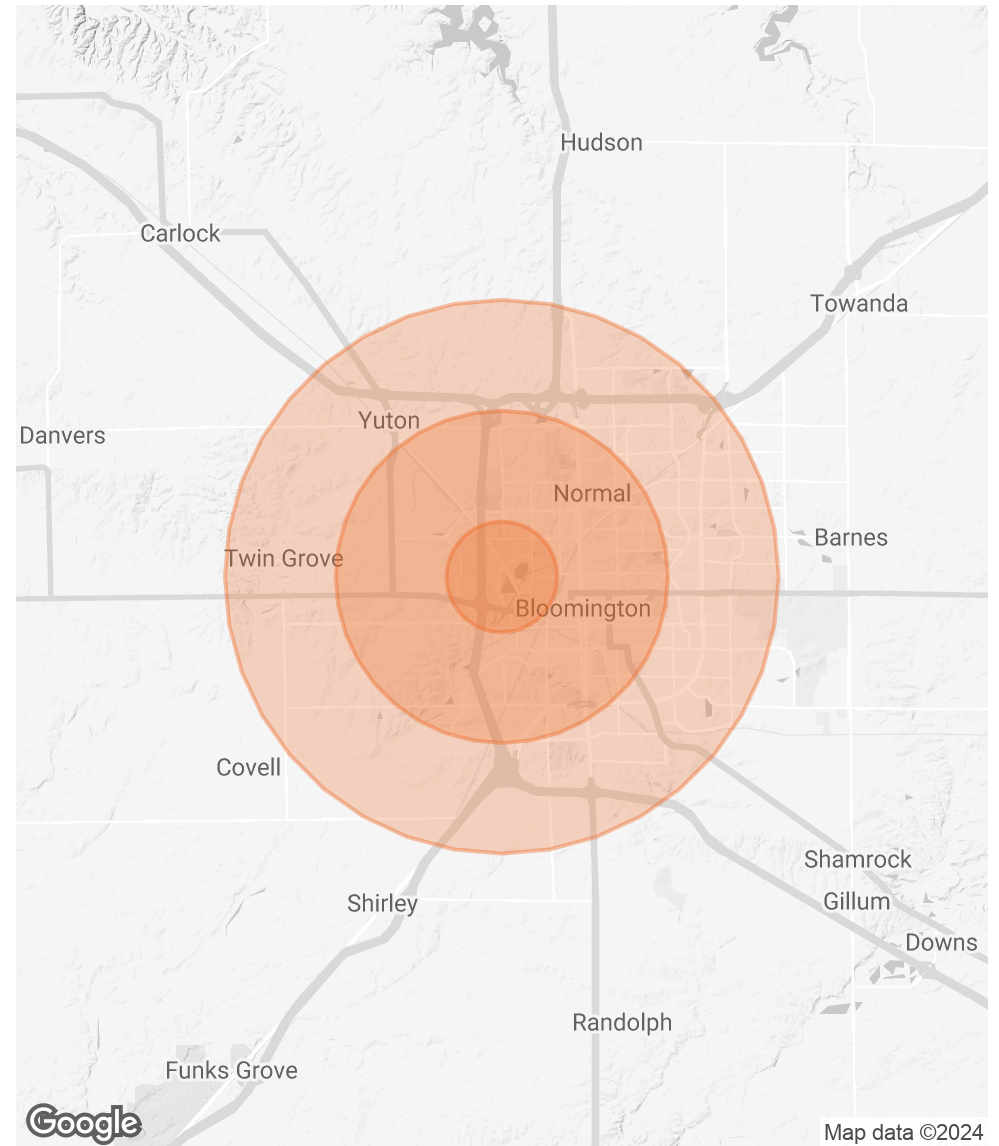 Hudson
Carlock
Towanda
Yuton
Danvers
Normal
Barnes
Twin Grove
Bloomington
Covell
Shamrock
Gillum
Shirley
Downs
Randolph
Funks Grove
Google
Map data ©2024